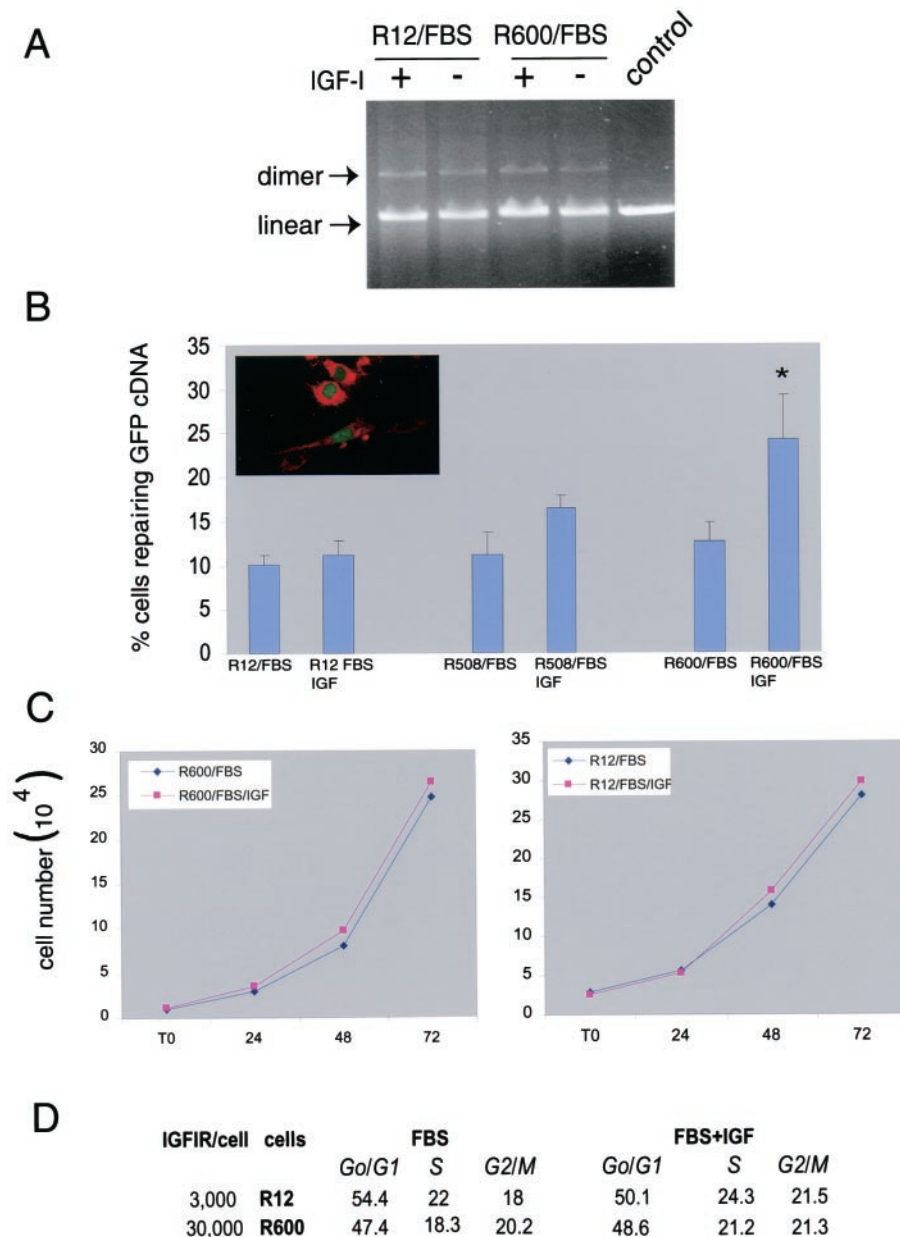 A
R12/FBS R600/FBS control
IGF-I + - + -
dimer →
linear →
B
% cells repairing GFP cDNA
35
30
25
20
15
10
5
0
*
R12/FBS
R12 FBS
IGF
R508/FBS
R508/FBS
IGF
R600/FBS
R600/FBS
IGF
C
cell number (10 4)
30
25
20
15
10
5
0
R600/FBS
R600/FBS/IGF
T0 24 48 72
35
30
25
20
15
10
5
0
R12/FBS
R12/FBS/IGF
T0 24 48 72
D
IGFIR/cell cells FBS FBS+IGF
Go/G1 S G2/M Go/G1 S G2/M
3,000 R12 54.4 22 18 50.1 24.3 21.5
30,000 R600 47.4 18.3 20.2 48.6 21.2 21.3